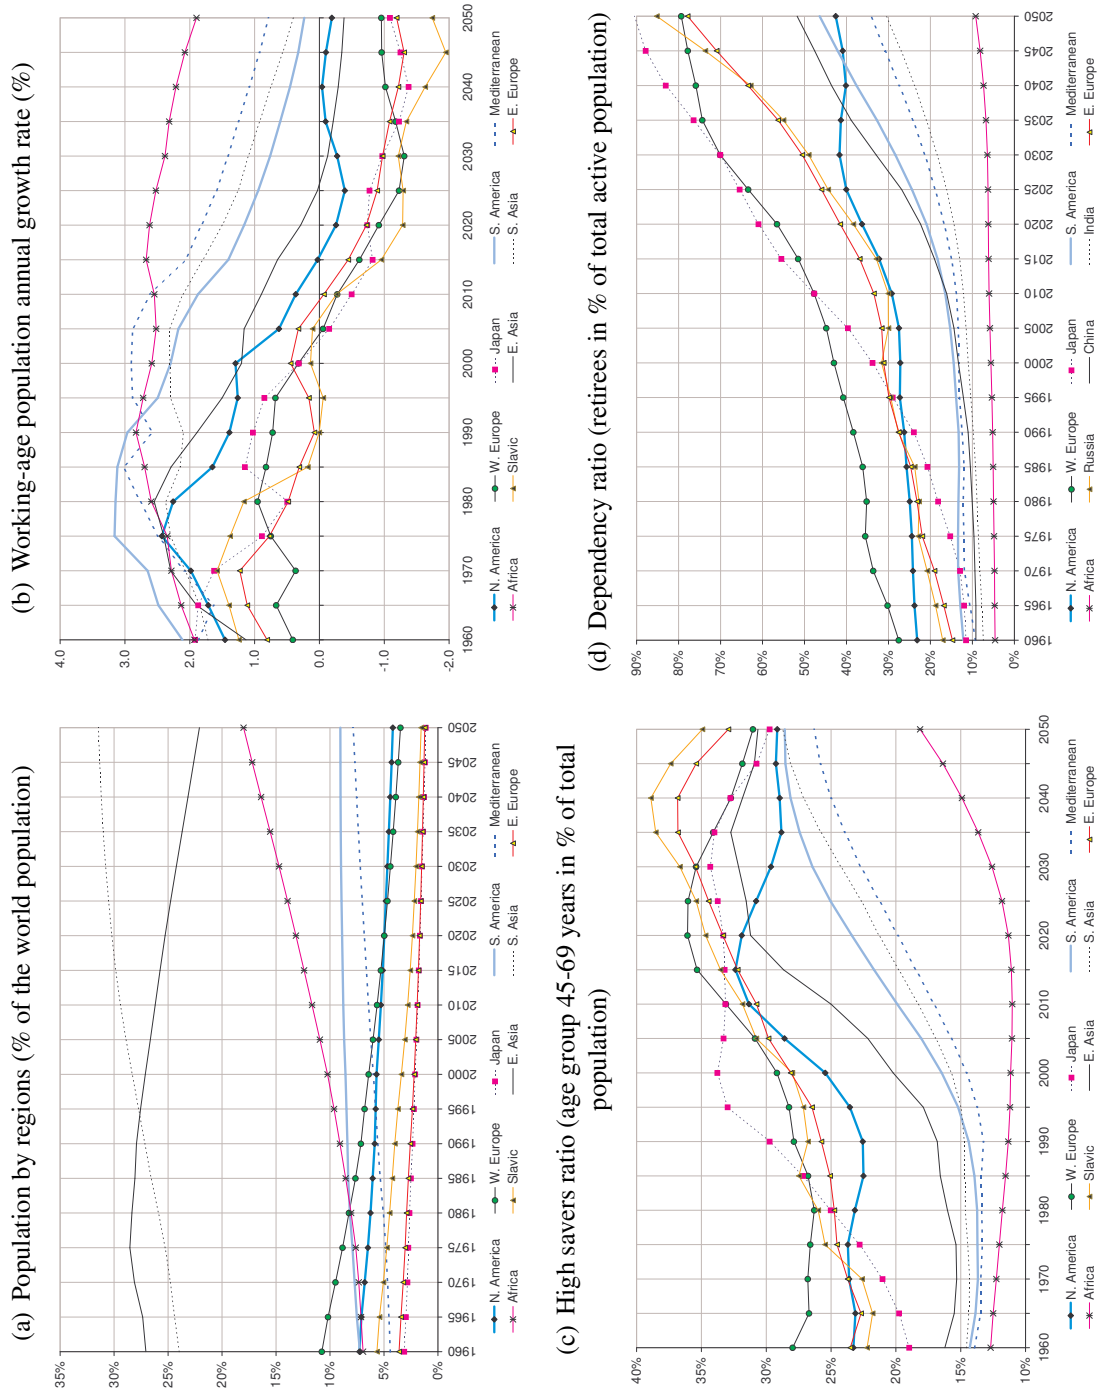 (a) Population by regions (% of the world population)
35%
30%
25%
20%
15%
10%
5%
0%
1960 1965 1970 1975 1980 1985 1990 1995 2000 2005 2010 2015 2020 2025 2030 2035 2040 2045 2050
N. America W. Europe Japan S. America Mediterranean
Africa Slavic E. Asia S. Asia E. Europe
(b) Working-age population annual growth rate (%)
4.0
3.0
2.0
1.0
0.0
-1.0
-2.0
1960 1970 1980 1990 2000 2010 2020 2030 2040 2050
N. America W. Europe Japan S. America Mediterranean
Africa Slavic E. Asia S. Asia E. Europe
(c) High savers ratio (age group 45-69 years in % of total
population)
40%
35%
30%
25%
20%
15%
10%
1960 1970 1980 1990 2000 2010 2020 2030 2040 2050
N. America W. Europe Japan S. America Mediterranean
Africa Slavic E. Asia S. Asia E. Europe
(d) Dependency ratio (retirees in % of total active population)
90%
80%
70%
60%
50%
40%
30%
20%
10%
0%
1960 1965 1970 1975 1980 1985 1990 1995 2000 2005 2010 2015 2020 2025 2030 2035 2040 2045 2050
N. America W. Europe Japan S. America Mediterranean
Africa Russia China India E. Europe